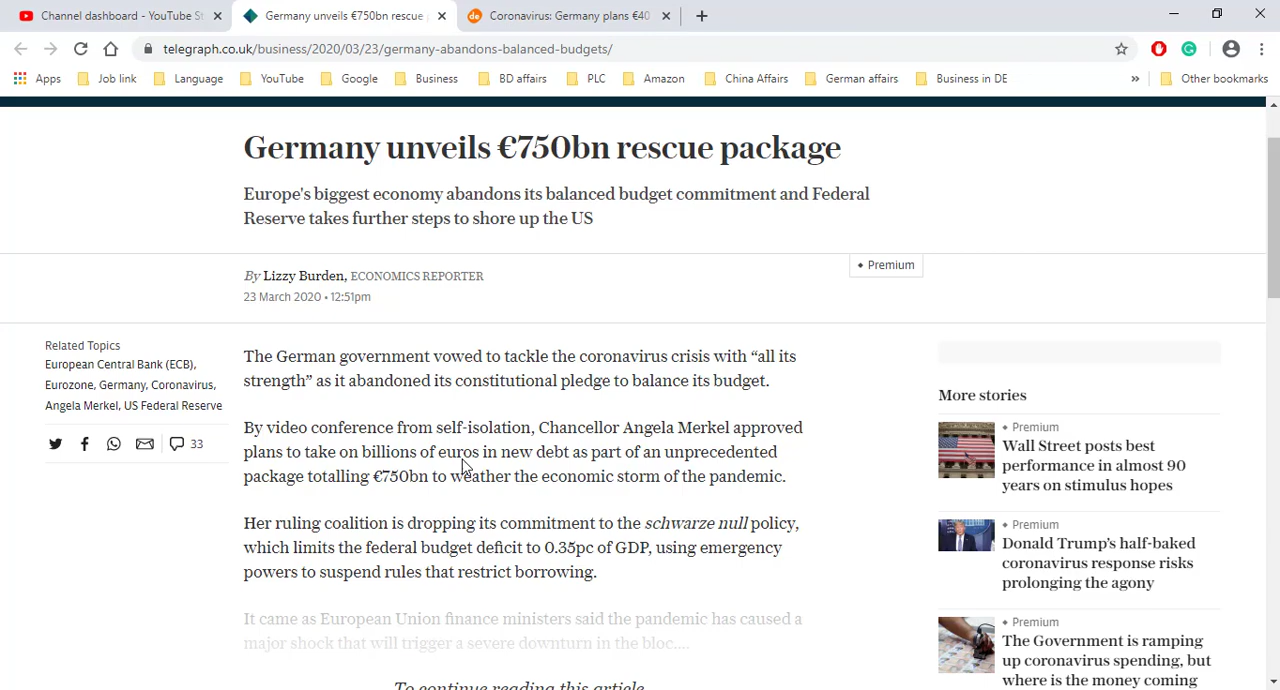 Channel dashboard - YouTube St
Germany unveils €750bn rescue
Coronavirus: Germany plans €40
telegraph.co.uk/business/2020/03/23/germany-abandons-balanced-budgets/
Apps Job link Language YouTube Google Business BD affairs PLC Amazon China Affairs German affairs Business in DE » Other bookmarks
Germany unveils €750bn rescue package
Europe's biggest economy abandons its balanced budget commitment and Federal
Reserve takes further steps to shore up the US
By Lizzy Burden, ECONOMICS REPORTER
23 March 2020 • 12:51pm
Premium
Related Topics
European Central Bank (ECB),
Eurozone, Germany, Coronavirus,
Angela Merkel, US Federal Reserve
33
The German government vowed to tackle the coronavirus crisis with “all its
strength” as it abandoned its constitutional pledge to balance its budget.
By video conference from self-isolation, Chancellor Angela Merkel approved
plans to take on billions of euros in new debt as part of an unprecedented
package totalling €750bn to weather the economic storm of the pandemic.
Her ruling coalition is dropping its commitment to the schwarze null policy,
which limits the federal budget deficit to 0.35pc of GDP, using emergency
powers to suspend rules that restrict borrowing.
It came as European Union finance ministers said the pandemic has caused a
major shock that will trigger a severe downturn in the bloc....
To continue reading this article
More stories
Premium
Wall Street posts best
performance in almost 90
years on stimulus hopes
Premium
Donald Trump’s half-baked
coronavirus response risks
prolonging the agony
Premium
The Government is ramping
up coronavirus spending, but
where is the money coming